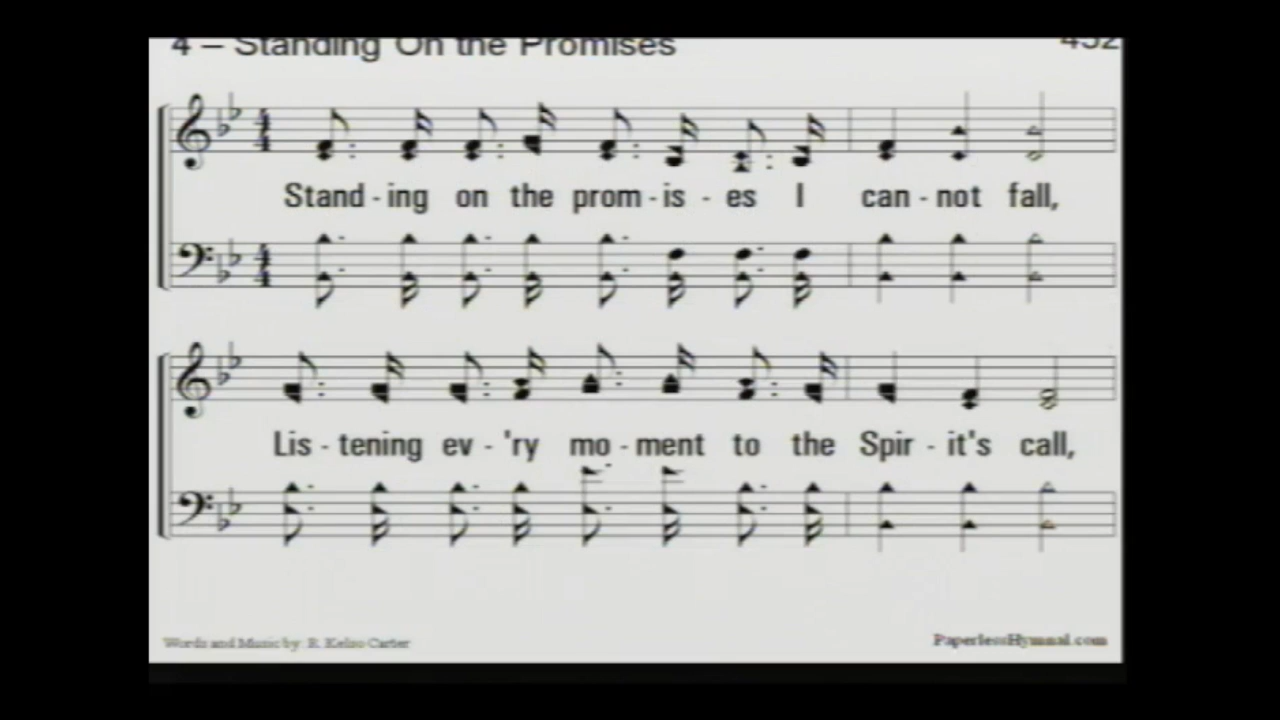 4 – Standing On the Promises 452
Stand - ing on the prom - is - es I can - not fall,
Lis - tening ev - 'ry mo - ment to the Spir - it's call,
Words and Music by: R. Kelso Carter PaperlessHymnal.com